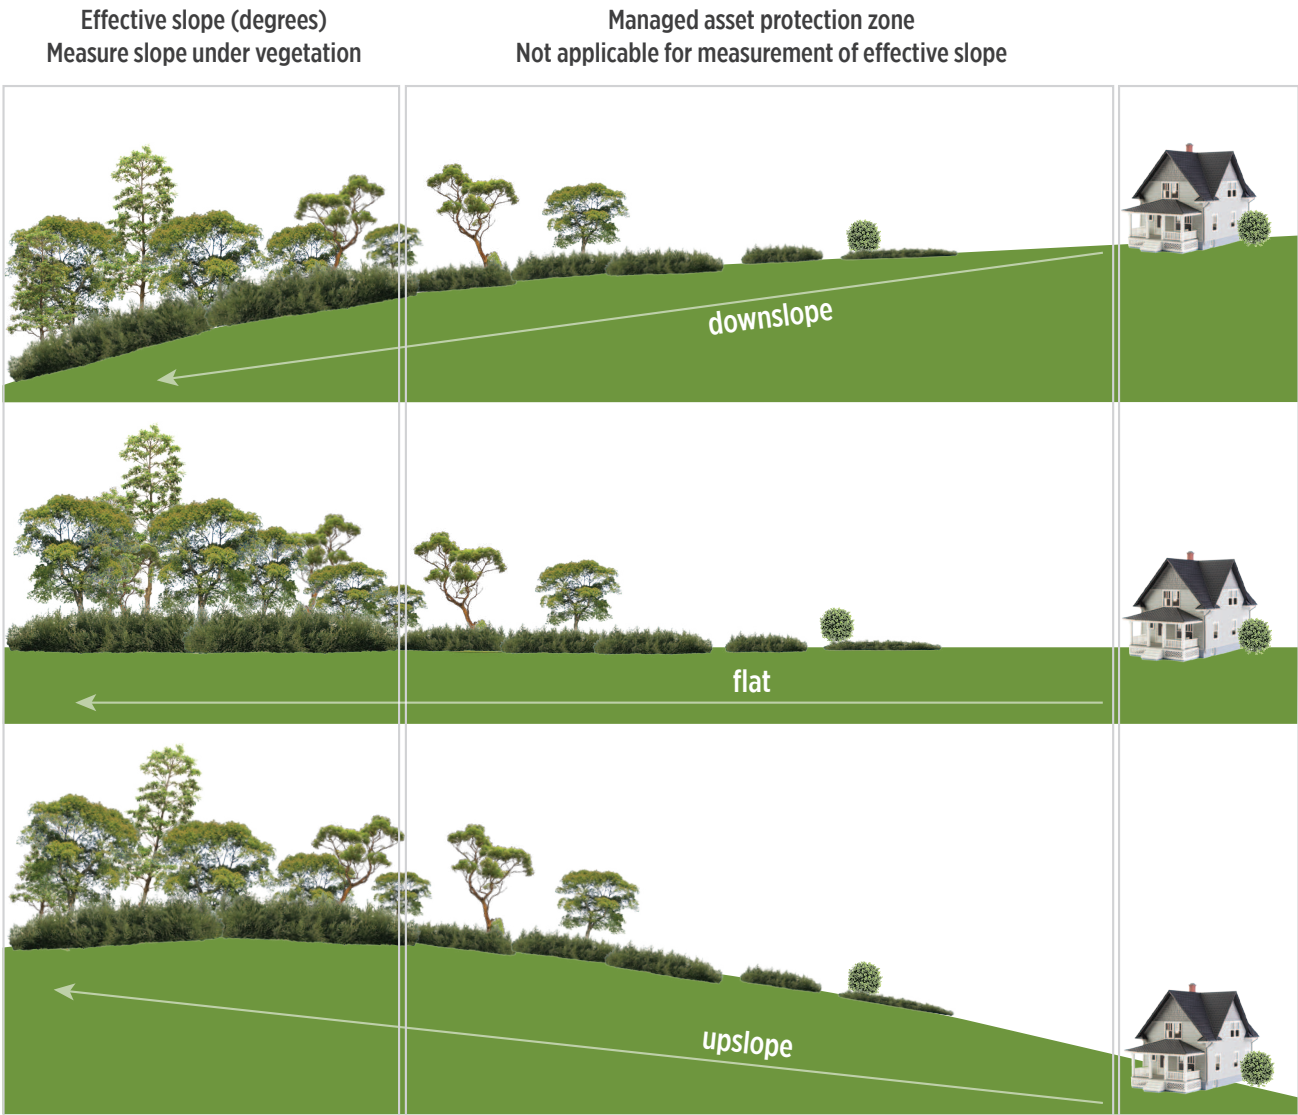 Effective slope (degrees)
Measure slope under vegetation
Managed asset protection zone
Not applicable for measurement of effective slope
downslope
flat
upslope